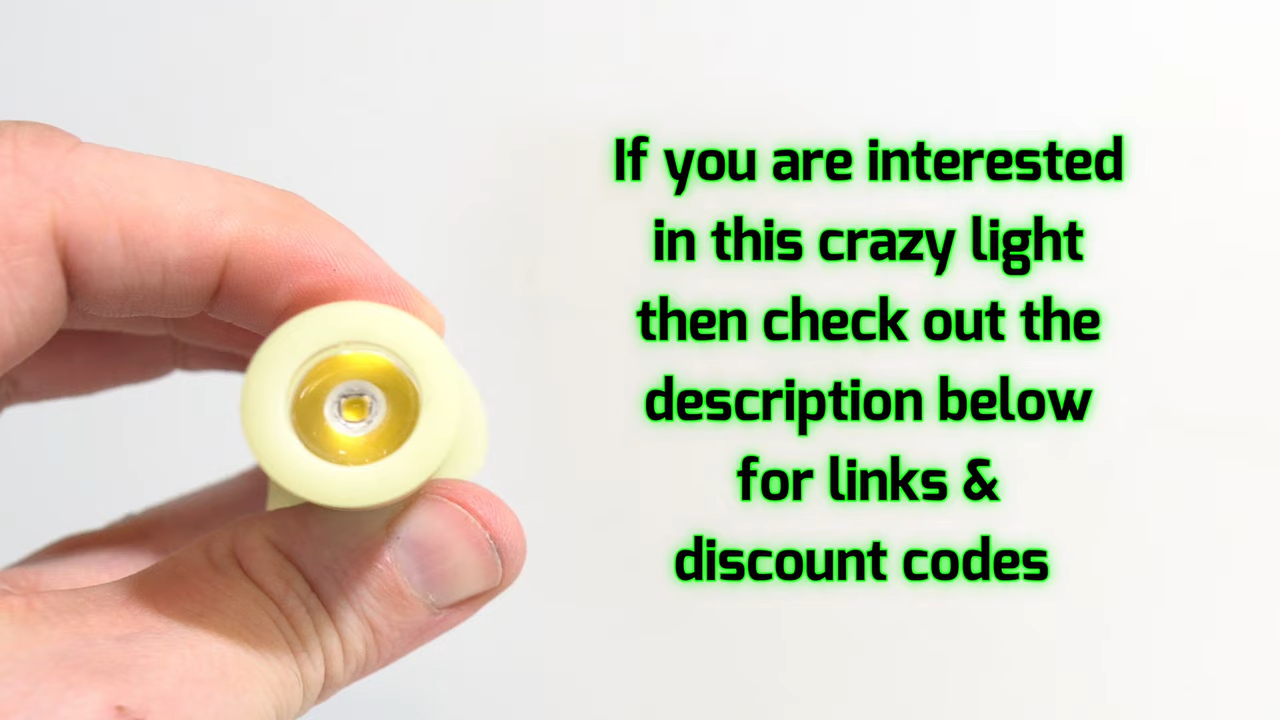 If you are interested
in this crazy light
then check out the
description below
for links &
discount codes